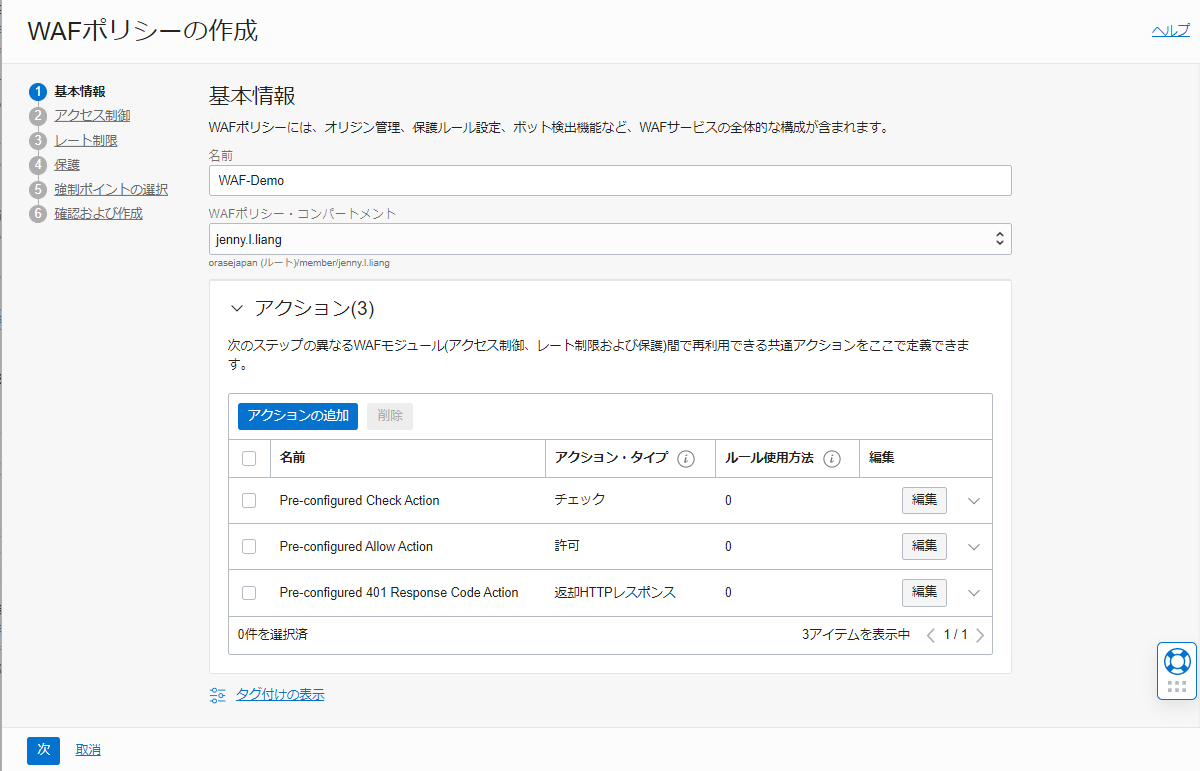 WAFポリシーの作成
ヘルプ
1 基本情報
2 アクセス制御
3 レート制限
4 保護
5 強制ポイントの選択
6 確認および作成
基本情報
WAFポリシーには、オリジン管理、保護ルール設定、ボット検出機能など、WAFサービスの全体的な構成が含まれます。
名前
WAF-Demo
WAFポリシー・コンパートメント
jenny.l.liang
orasejapan (ルート)/member/jenny.l.liang
アクション(3)
次のステップの異なるWAFモジュール(アクセス制御、レート制限および保護)間で再利用できる共通アクションをここで定義できま
す。
アクションの追加 削除
名前 アクション・タイプ i ルール使用方法 i 編集
Pre-configured Check Action チェック 0 編集
Pre-configured Allow Action 許可 0 編集
Pre-configured 401 Response Code Action 返却HTTPレスポンス 0 編集
0件を選択済 3アイテムを表示中 1 / 1
タグ付けの表示
次 取消